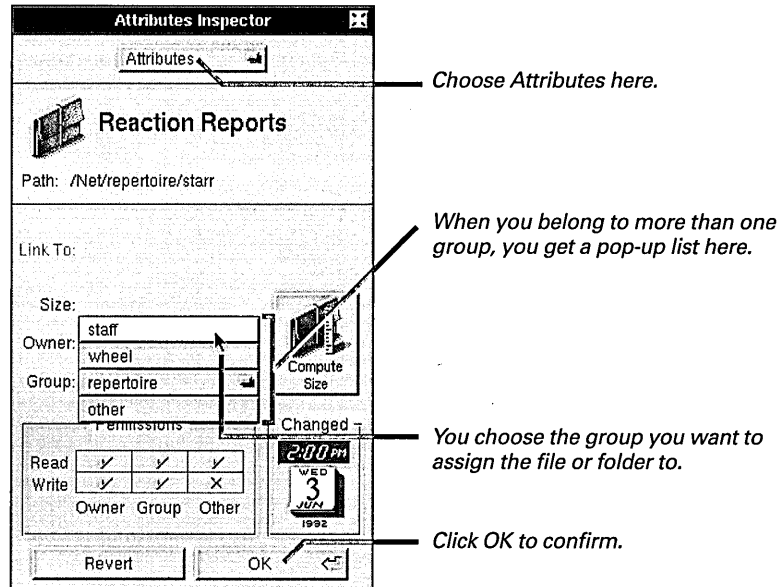 Attributes Inspector
Attributes
Choose Attributes here.
Reaction Reports
Path: /Net/repertoire/starr
When you belong to more than one
group, you get a pop-up list here.
Link To:
Size:
staff
Owner:
wheel
Group: repertoire
other
Compute
Size
Permissions
Changed
You choose the group you want to
assign the file or folder to.
2:00 PM
Read
Write
WED
3
JUN
1992
Owner Group Other
Revert
OK
Click OK to confirm.